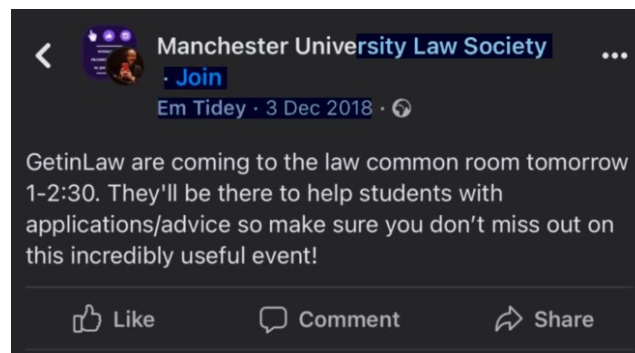 Manchester University Law Society
· Join
Em Tidey · 3 Dec 2018 ·
GetinLaw are coming to the law common room tomorrow
1-2:30. They'll be there to help students with
applications/advice so make sure you don’t miss out on
this incredibly useful event!
Like Comment Share